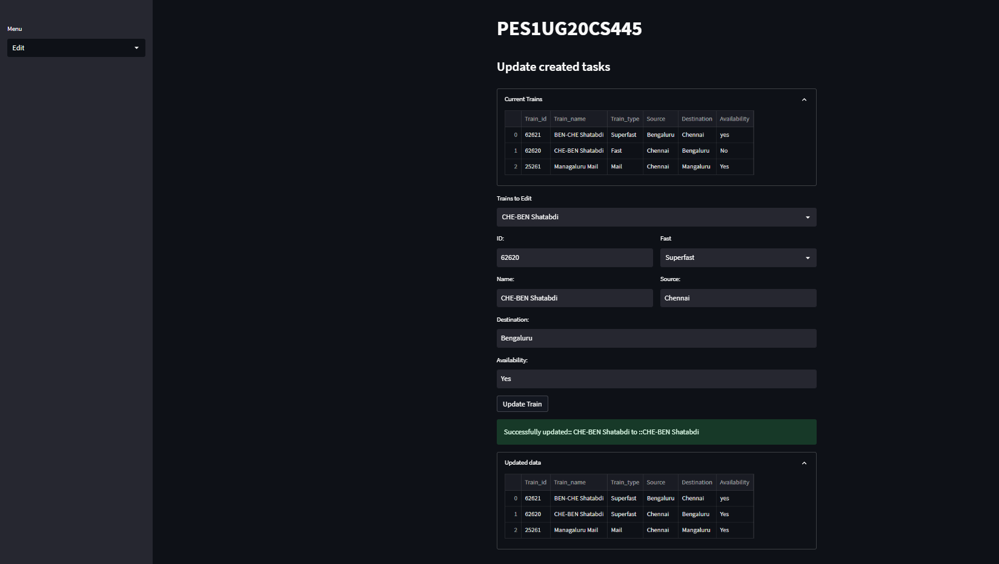 Menu
Edit
PES1UG20CS445
Update created tasks
Current Trains
Train_id Train_name Train_type Source Destination Availability
0 62621 BEN-CHE Shatabdi Superfast Bengaluru Chennai yes
1 62620 CHE-BEN Shatabdi Fast Chennai Bengaluru No
2 25261 Managaluru Mail Mail Chennai Mangaluru Yes
Trains to Edit
CHE-BEN Shatabdi
ID: Fast
62620 Superfast
Name: Source:
CHE-BEN Shatabdi Chennai
Destination:
Bengaluru
Availability:
Yes
Update Train
Successfully updated:: CHE-BEN Shatabdi to ::CHE-BEN Shatabdi
Updated data
Train_id Train_name Train_type Source Destination Availability
0 62621 BEN-CHE Shatabdi Superfast Bengaluru Chennai yes
1 62620 CHE-BEN Shatabdi Superfast Chennai Bengaluru Yes
2 25261 Managaluru Mail Mail Chennai Mangaluru Yes